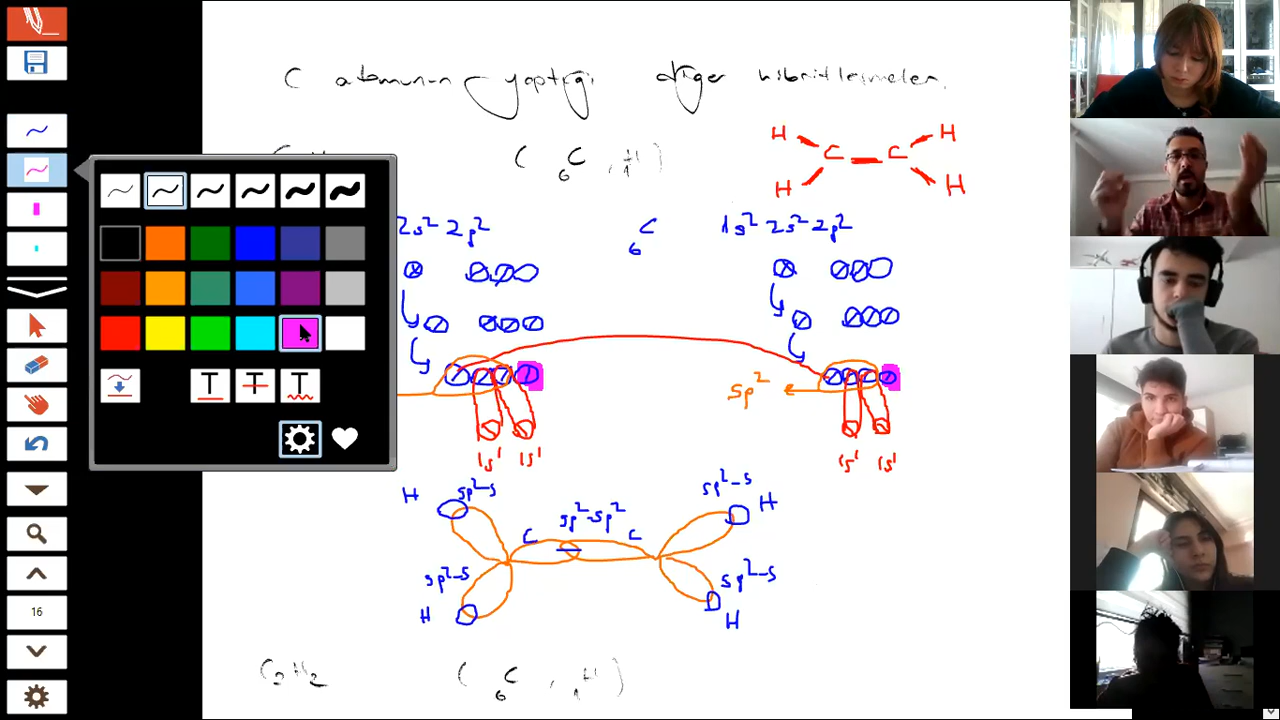 C atomunun yaptığı diğer hibritleşmeler.
( ₆C , ₁H )
H H
C = C
H H
2s² 2p² ₆C 1s² 2s² 2p²
sp²
1s¹ 1s¹ 1s¹ 1s¹
H sp²-s sp²-s H
C sp²-sp² C
sp²-s sp²-s
H H
C₂H₂ ( ₆C , ₁H )
T T T
16